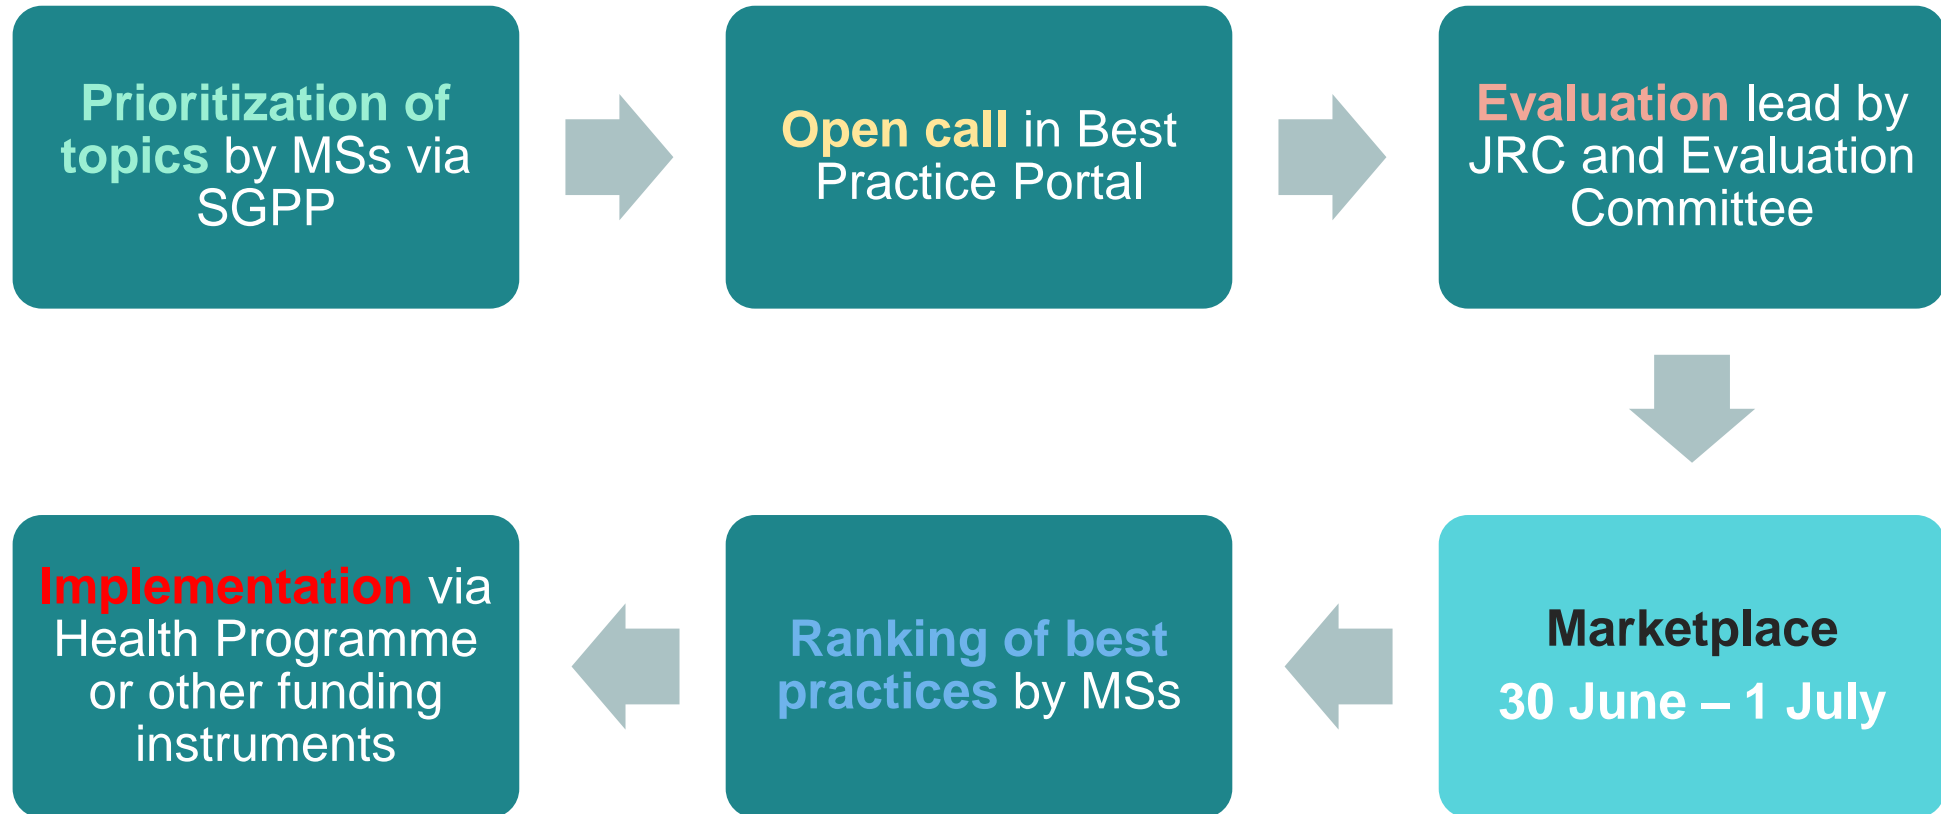 Prioritization of
topics by MSs via
SGPP
Open call in Best
Practice Portal
Evaluation lead by
JRC and Evaluation
Committee
Marketplace
30 June – 1 July
Ranking of best
practices by MSs
Implementation via
Health Programme
or other funding
instruments